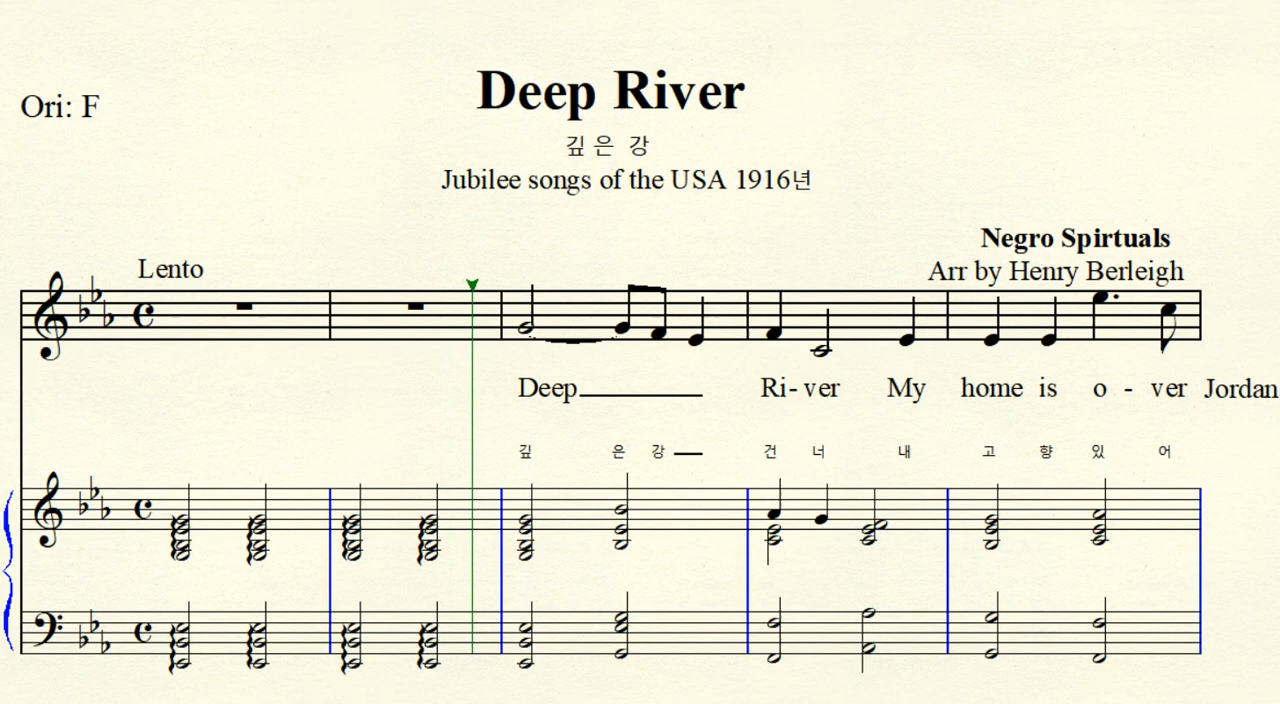 Deep River
Ori: F
깊은 강
Jubilee songs of the USA 1916년
Negro Spirtuals
Lento
Arr by Henry Berleigh
Deep Ri- ver My home is o - ver Jordan
깊 은 강 건 너 내 고 향 있 어